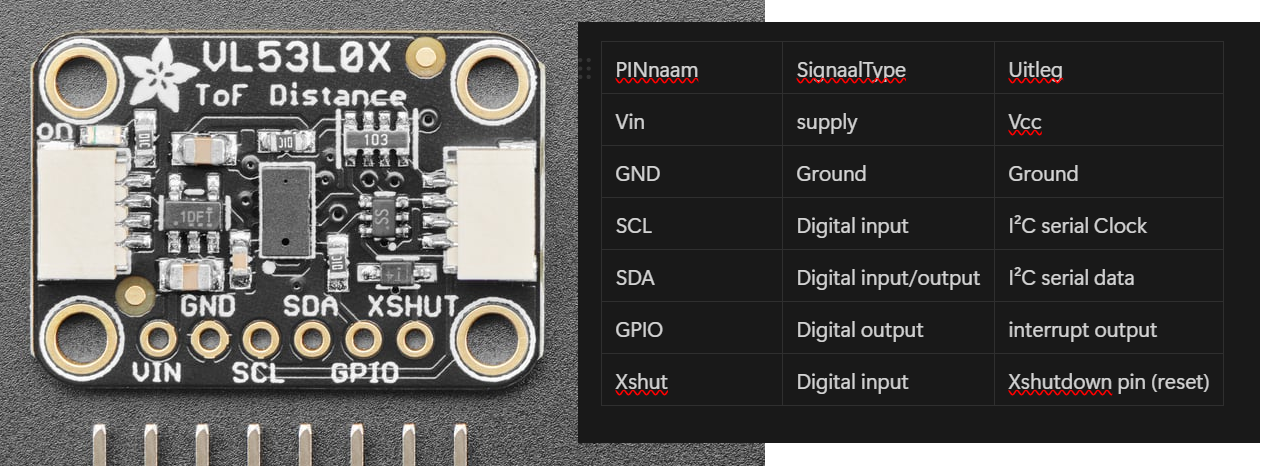 VL53L0X
ToF Distance
on
103
1DFT
SS
GND SDA XSHUT
VIN SCL GPIO
PINnaam SignaalType Uitleg
Vin supply Vcc
GND Ground Ground
SCL Digital input I²C serial Clock
SDA Digital input/output I²C serial data
GPIO Digital output interrupt output
Xshut Digital input Xshutdown pin (reset)